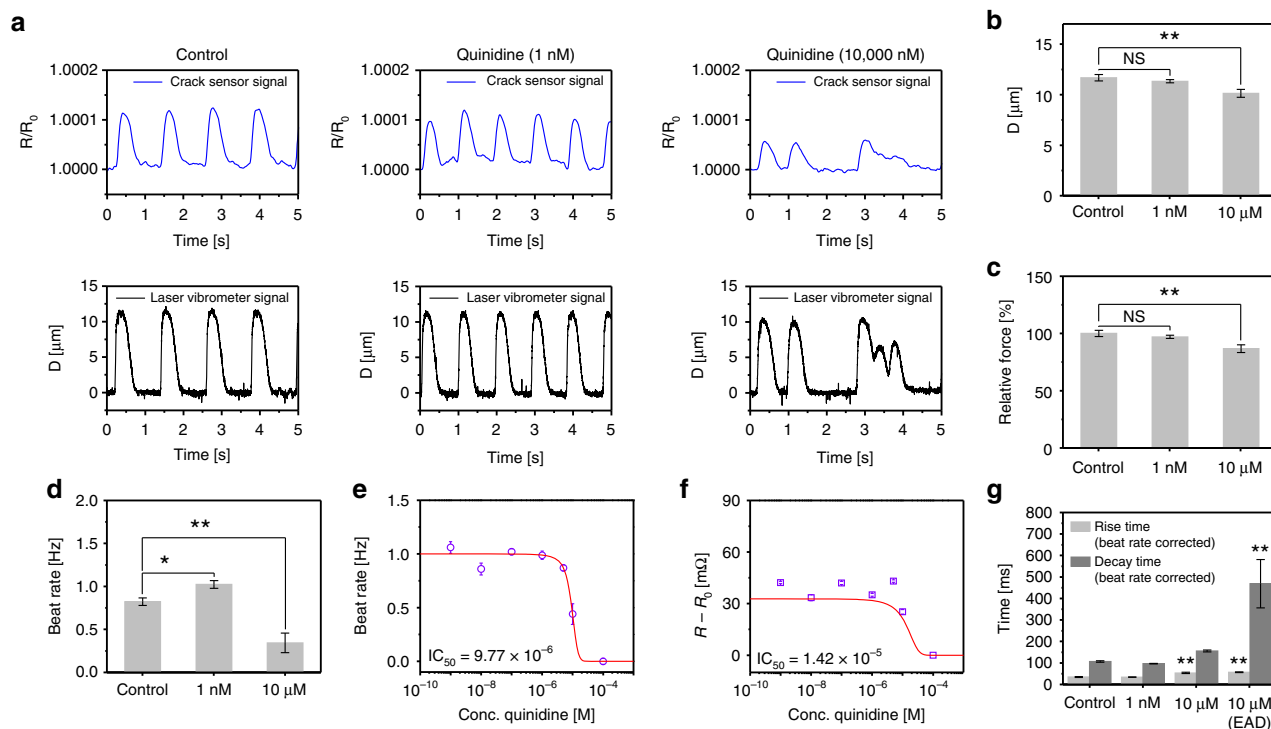 a
Control
Quinidine (1 nM)
Quinidine (10,000 nM)
1.0002
1.0001
1.0000
R/R0
Crack sensor signal
0 1 2 3 4 5
Time [s]
1.0002
1.0001
1.0000
R/R0
Crack sensor signal
0 1 2 3 4 5
Time [s]
1.0002
1.0001
1.0000
R/R0
Crack sensor signal
0 1 2 3 4 5
Time [s]
15
10
5
0
D [µm]
Laser vibrometer signal
0 1 2 3 4 5
Time [s]
15
10
5
0
D [µm]
Laser vibrometer signal
0 1 2 3 4 5
Time [s]
15
10
5
0
D [µm]
Laser vibrometer signal
0 1 2 3 4 5
Time [s]
b
15
10
5
0
D [µm]
**
NS
Control 1 nM 10 µM
c
150
100
50
0
Relative force [%]
**
NS
Control 1 nM 10 µM
d
2.0
1.5
1.0
0.5
0.0
Beat rate [Hz]
**
*
Control 1 nM 10 µM
e
1.5
1.0
0.5
0.0
Beat rate [Hz]
IC50 = 9.77 × 10−6
10−10 10−8 10−6 10−4
Conc. quinidine [M]
f
90
60
30
0
R − R0 [mΩ]
IC50 = 1.42 × 10−5
10−10 10−8 10−6 10−4
Conc. quinidine [M]
g
800
700
600
500
400
300
200
100
0
Time [ms]
Rise time
(beat rate corrected)
Decay time
(beat rate corrected)
**
**
**
Control 1 nM 10 µM 10 µM
(EAD)